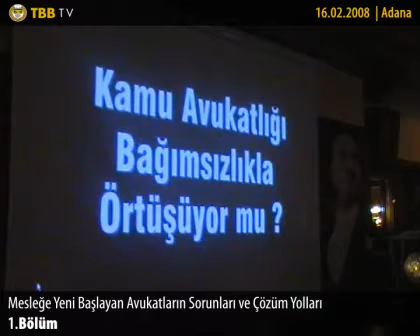 TBB TV
16.02.2008 | Adana
Kamu Avukatlığı
Bağımsızlıkla
Örtüşüyor mu ?
Mesleğe Yeni Başlayan Avukatların Sorunları ve Çözüm Yolları
1.Bölüm